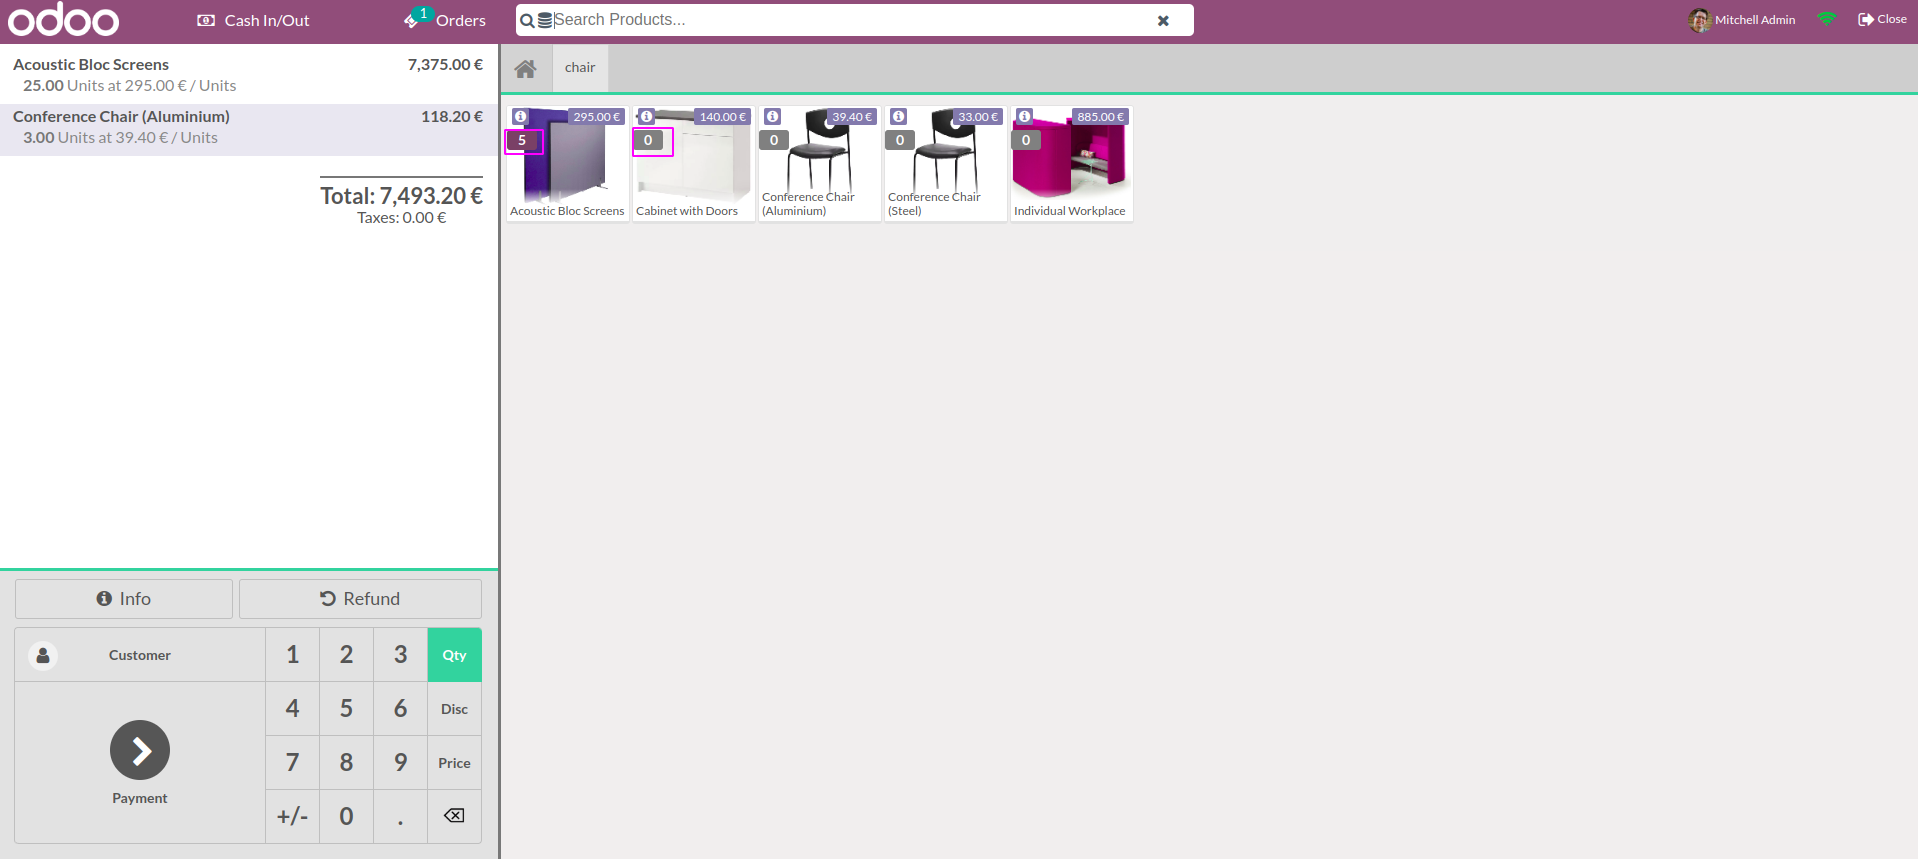 odoo
Cash In/Out
1
Orders
Search Products...
Mitchell Admin
Close
Acoustic Bloc Screens 7,375.00 €
25.00 Units at 295.00 € / Units
Conference Chair (Aluminium) 118.20 €
3.00 Units at 39.40 € / Units
Total: 7,493.20 €
Taxes: 0.00 €
chair
295.00 €
5
Acoustic Bloc Screens
140.00 €
0
Cabinet with Doors
39.40 €
0
Conference Chair
(Aluminium)
33.00 €
0
Conference Chair
(Steel)
885.00 €
0
Individual Workplace
Info
Refund
Customer
1 2 3 Qty
4 5 6 Disc
7 8 9 Price
+/- 0 .
Payment